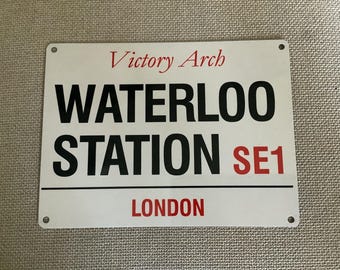 Victory Arch
WATERLOO
STATION SE1
LONDON